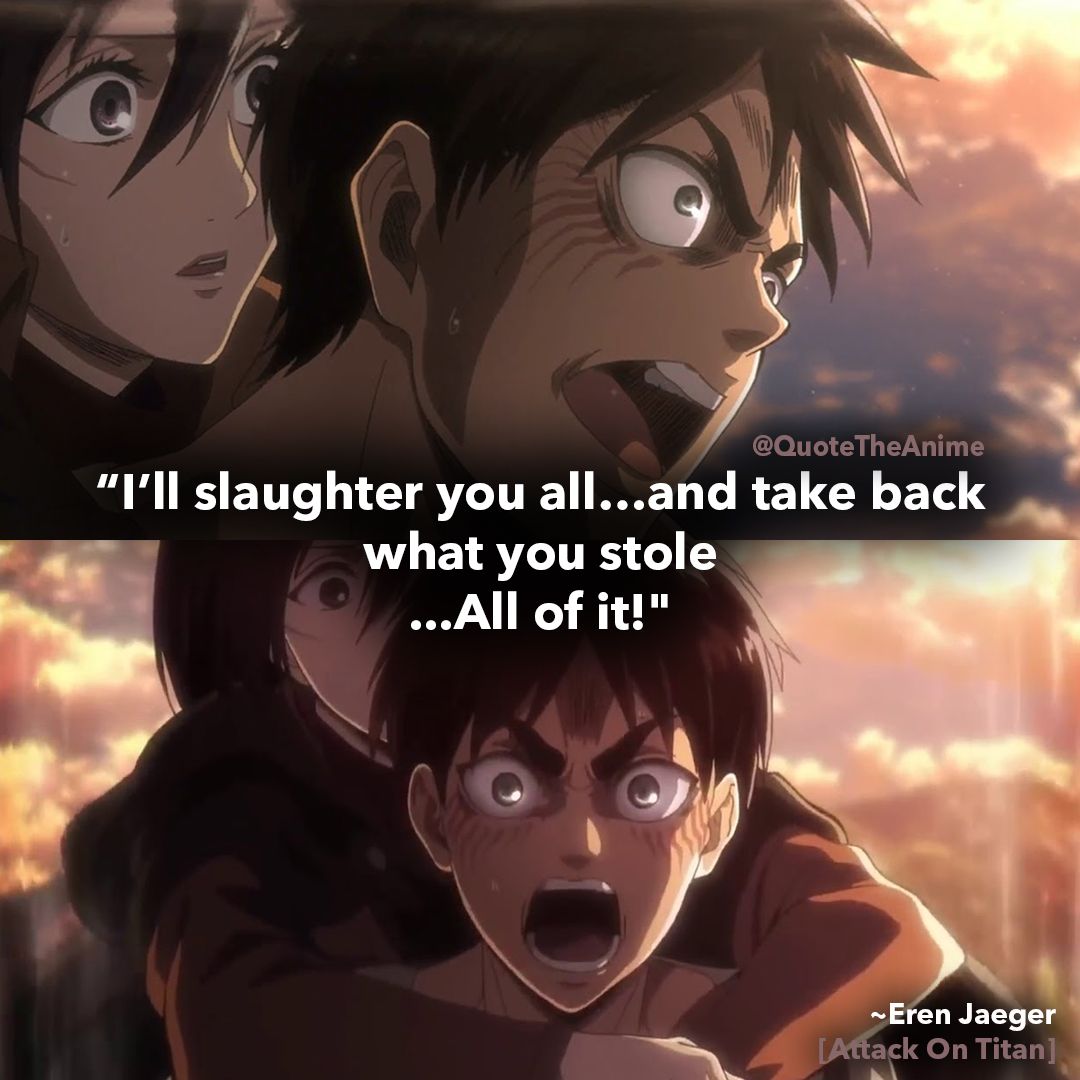 @QuoteTheAnime
“I’ll slaughter you all...and take back
what you stole
...All of it!"
~Eren Jaeger
[Attack On Titan]